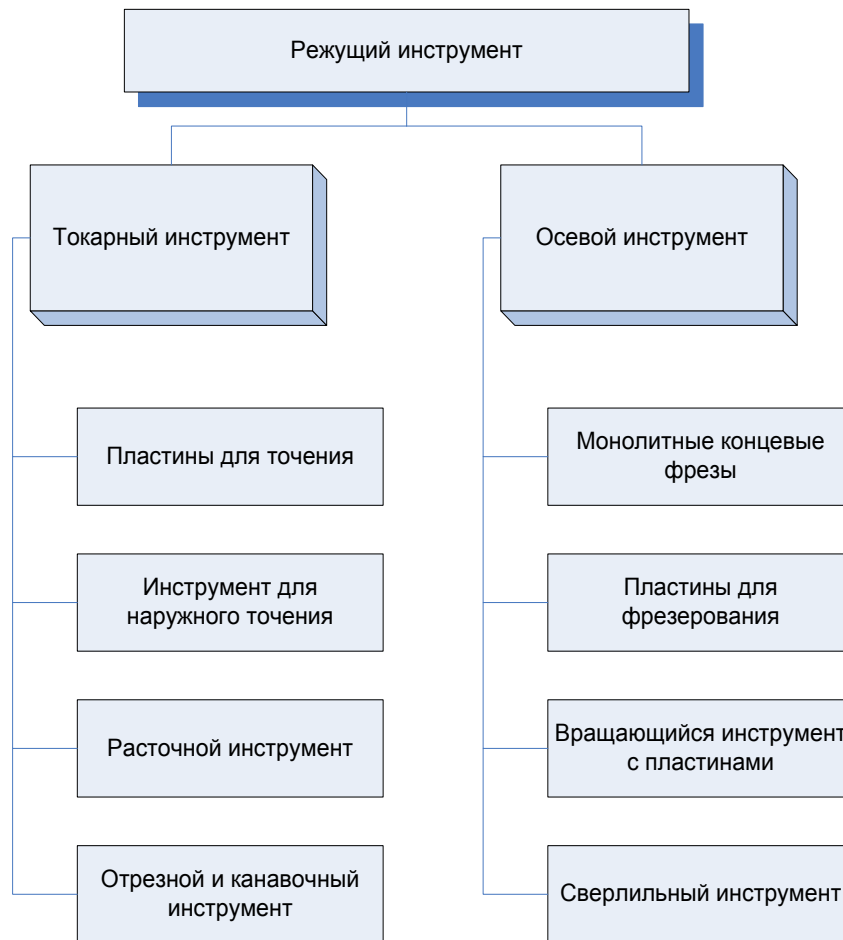 Режущий инструмент
Токарный инструмент
Осевой инструмент
Пластины для точения
Инструмент для
наружного точения
Расточной инструмент
Отрезной и канавочный
инструмент
Монолитные концевые
фрезы
Пластины для
фрезерования
Вращающийся инструмент
с пластинами
Сверлильный инструмент